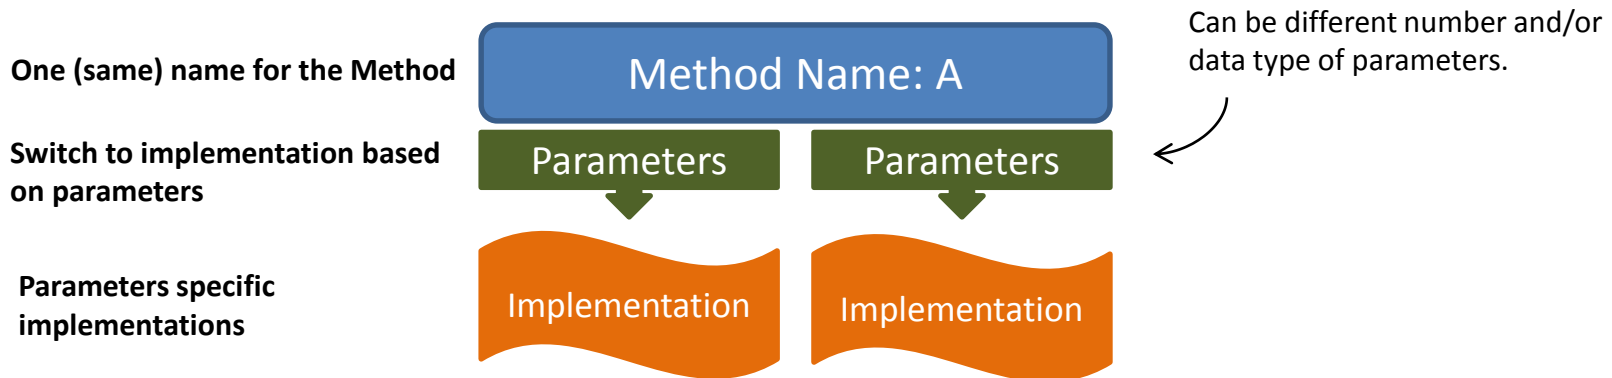 One (same) name for the Method
Method Name: A
Can be different number and/or
data type of parameters.
Switch to implementation based
on parameters
Parameters
Parameters
Parameters specific
implementations
Implementation
Implementation